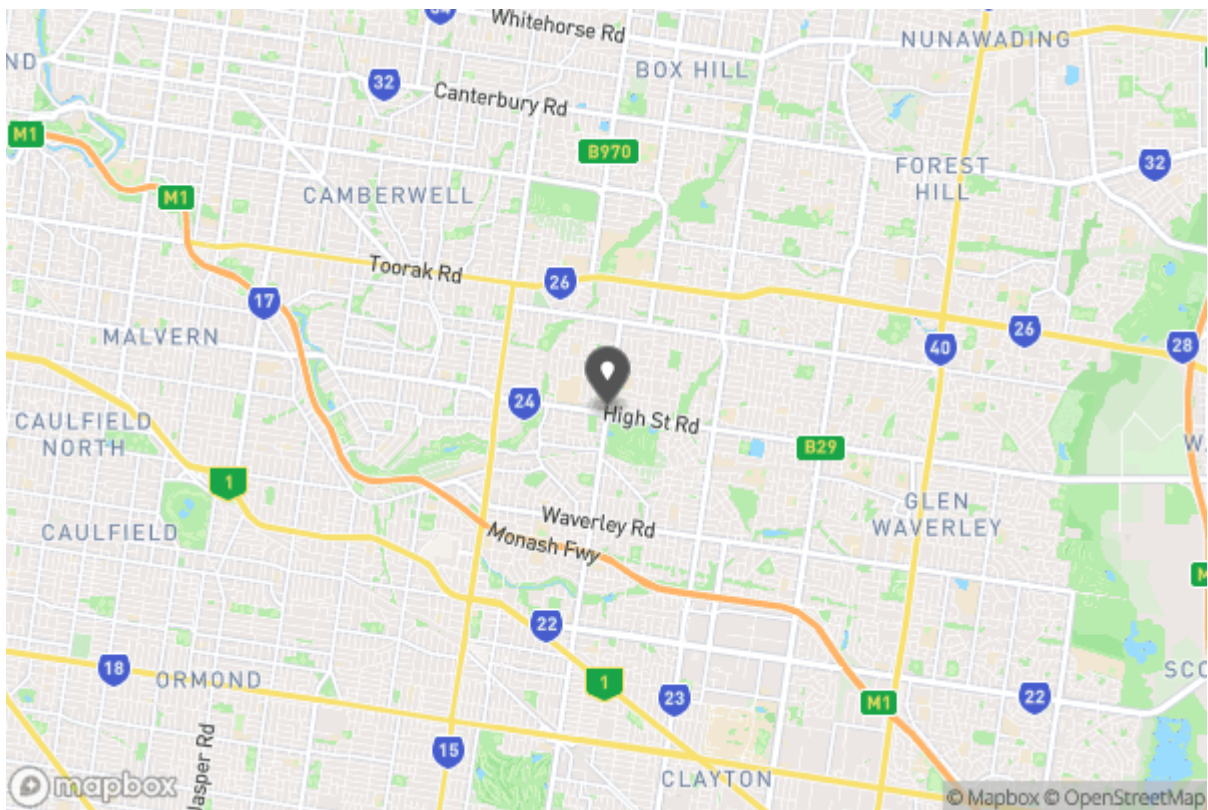 34
Whitehorse Rd
NUNAWADING
BOX HILL
32
Canterbury Rd
M1
B970
FOREST
HILL
32
CAMBERWELL
M1
Toorak Rd
26
17
MALVERN
26
40
28
24
High St Rd
CAULFIELD
NORTH
B29
1
GLEN
WAVERLEY
CAULFIELD
Waverley Rd
Monash Fwy
22
18
ORMOND
1
23
M1
22
15
Jasper Rd
CLAYTON
mapbox
© Mapbox © OpenStreetMap